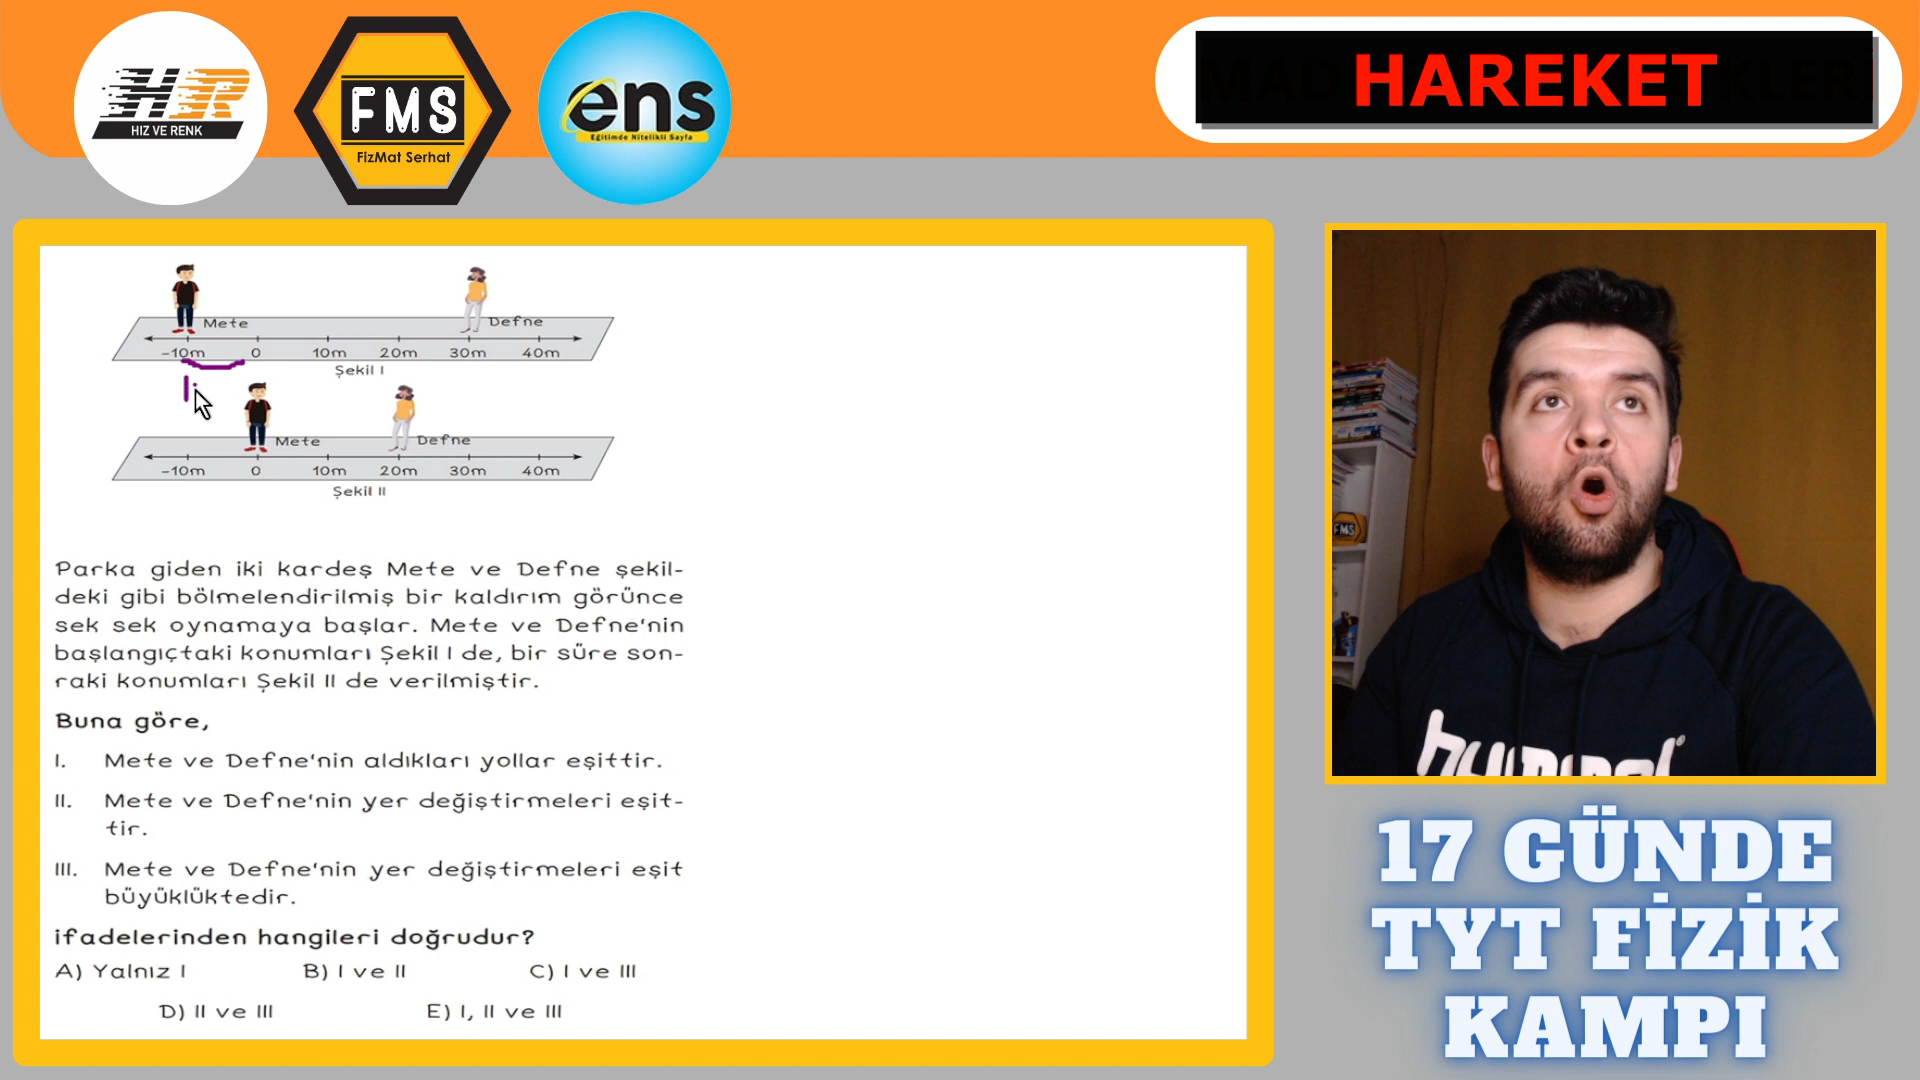 HIZ VE RENK
FMS
FizMat Serhat
ens
Eğitimde Nitelikli Sayfa
HAREKET
Mete
Defne
-10m 0 10m 20m 30m 40m
Şekil I
Mete
Defne
-10m 0 10m 20m 30m 40m
Şekil II
Parka giden iki kardeş Mete ve Defne şekil-
deki gibi bölmelendirilmiş bir kaldırım görünce
sek sek oynamaya başlar. Mete ve Defne'nin
başlangıçtaki konumları Şekil I de, bir süre son-
raki konumları Şekil II de verilmiştir.
Buna göre,
I. Mete ve Defne'nin aldıkları yollar eşittir.
II. Mete ve Defne'nin yer değiştirmeleri eşit-
tir.
III. Mete ve Defne'nin yer değiştirmeleri eşit
büyüklüktedir.
ifadelerinden hangileri doğrudur?
A) Yalnız I B) I ve II C) I ve III
D) II ve III E) I, II ve III
FMS
hummel
17 GÜNDE
TYT FİZİK
KAMPI